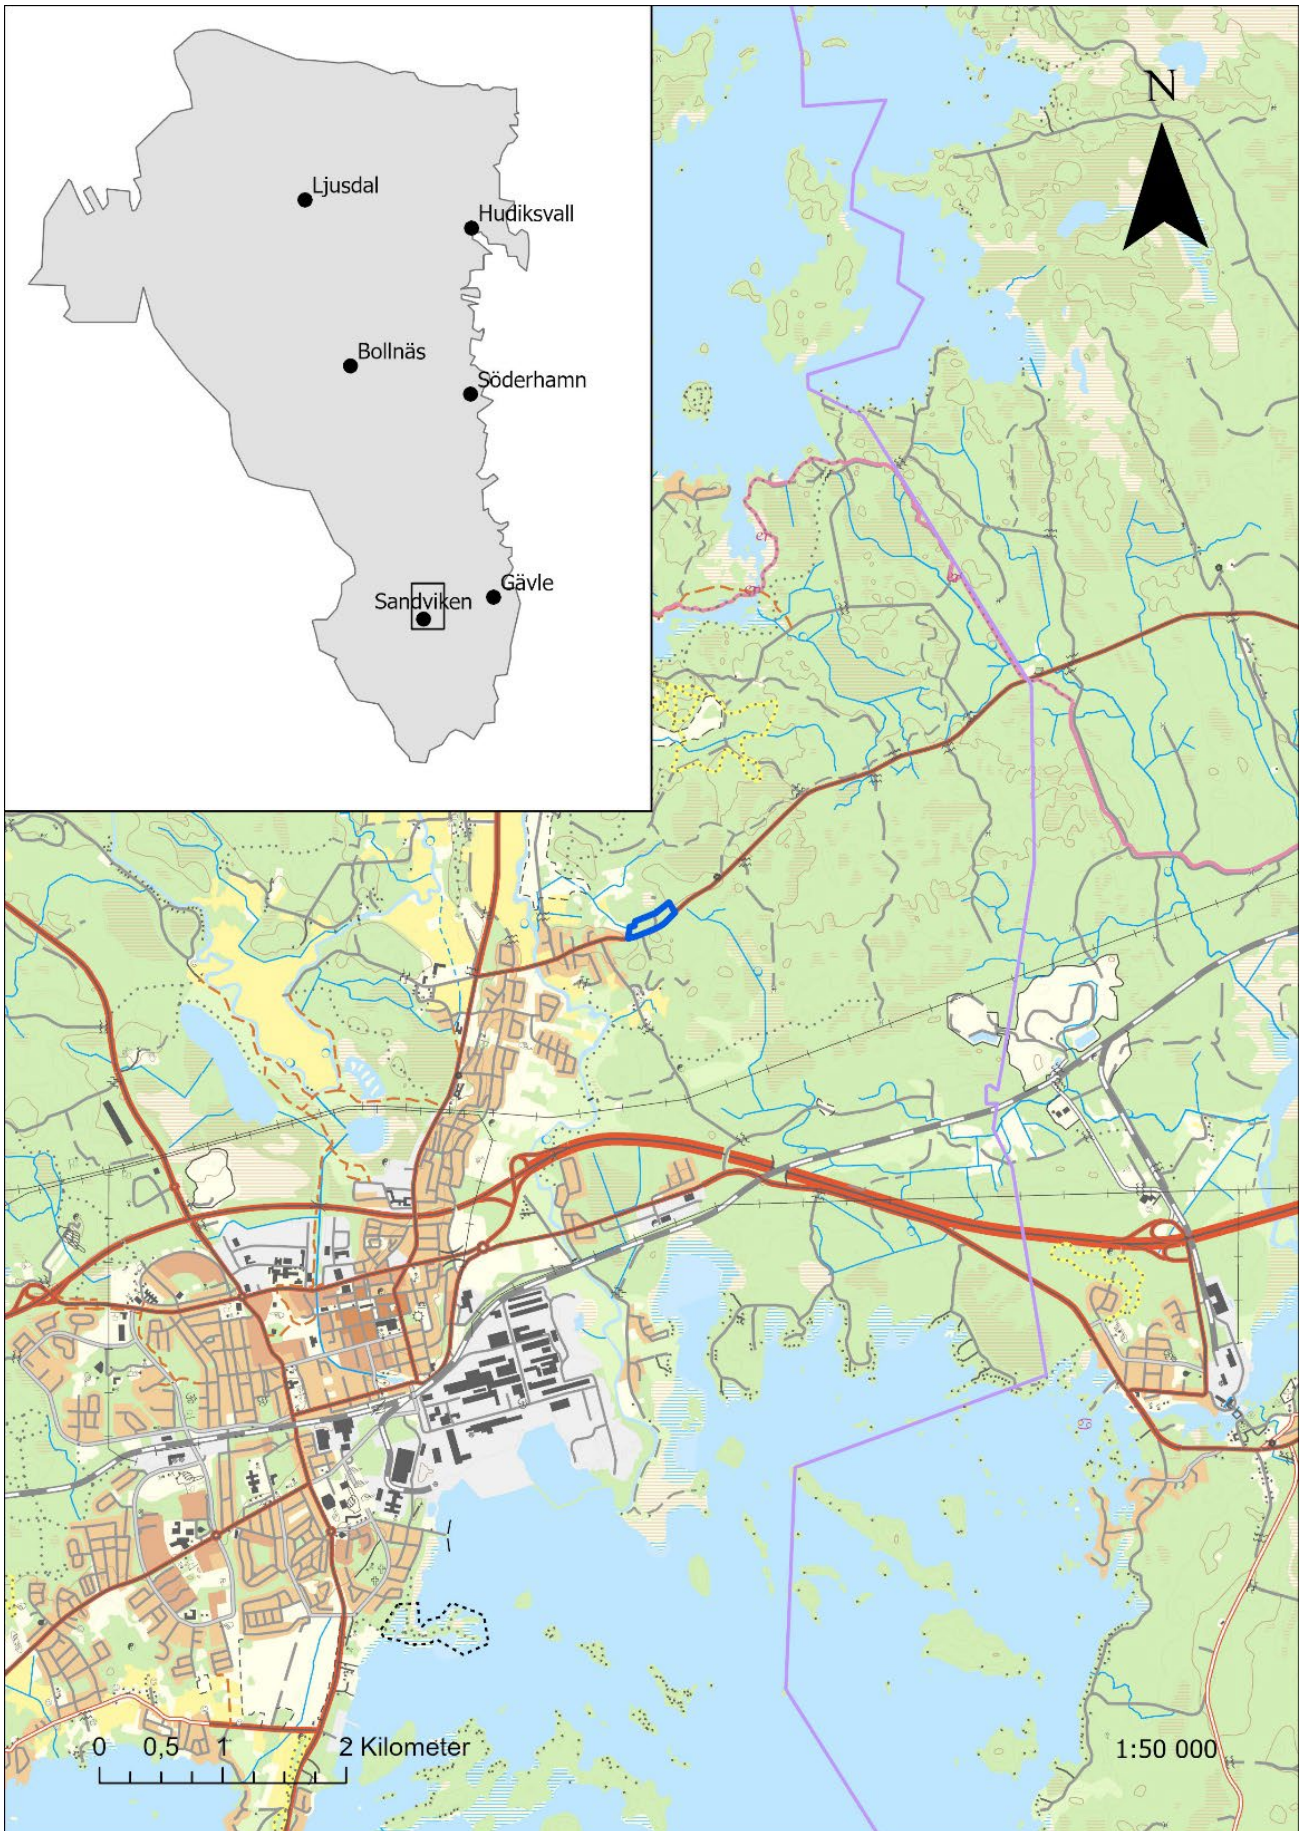 N
Ljusdal
Hudiksvall
Bollnäs
Söderhamn
Gävle
Sandviken
0 0,5 1 2 Kilometer
1:50 000